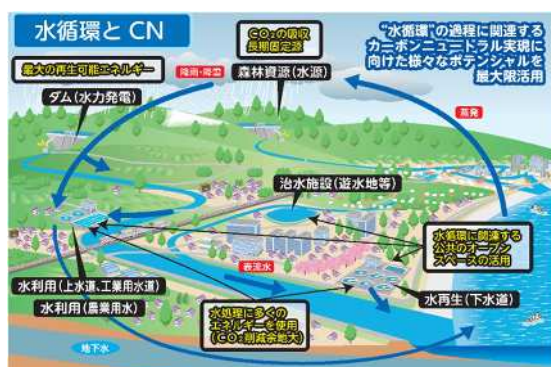 水循環とCN
"水循環"の過程に関連する
カーボンニュートラル実現に
向けた様々なポテンシャルを
最大限活用
CO₂の吸収
長期固定源
最大の再生可能エネルギー
降雨・降雪
森林資源(水源)
ダム(水力発電)
蒸発
治水施設(遊水地等)
水循環に関連する
公共のオープン
スペースの活用
表流水
水利用(上水道、工業用水道)
水利用(農業用水)
水再生(下水道)
水処理に多くの
エネルギーを使用
(CO₂削減余地大)
地下水